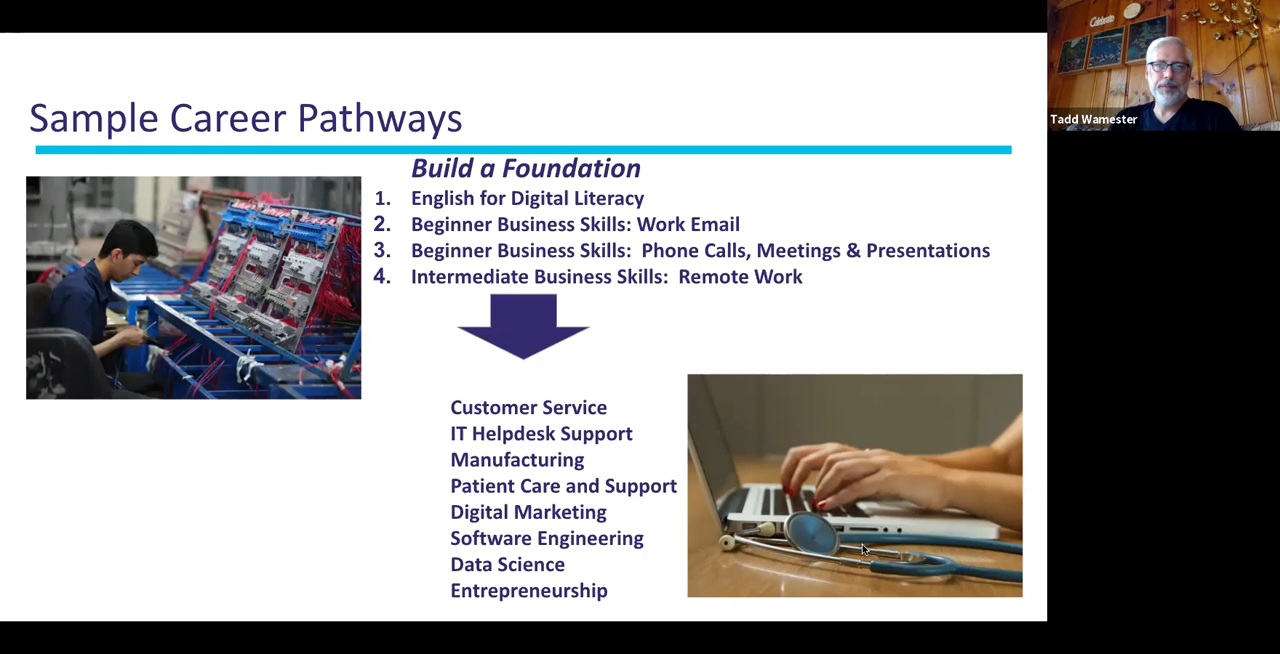 Sample Career Pathways
Build a Foundation
1. English for Digital Literacy
2. Beginner Business Skills: Work Email
3. Beginner Business Skills:  Phone Calls, Meetings & Presentations
4. Intermediate Business Skills:  Remote Work
Customer Service
IT Helpdesk Support
Manufacturing
Patient Care and Support
Digital Marketing
Software Engineering
Data Science
Entrepreneurship
Celebrate
Tadd Wamester